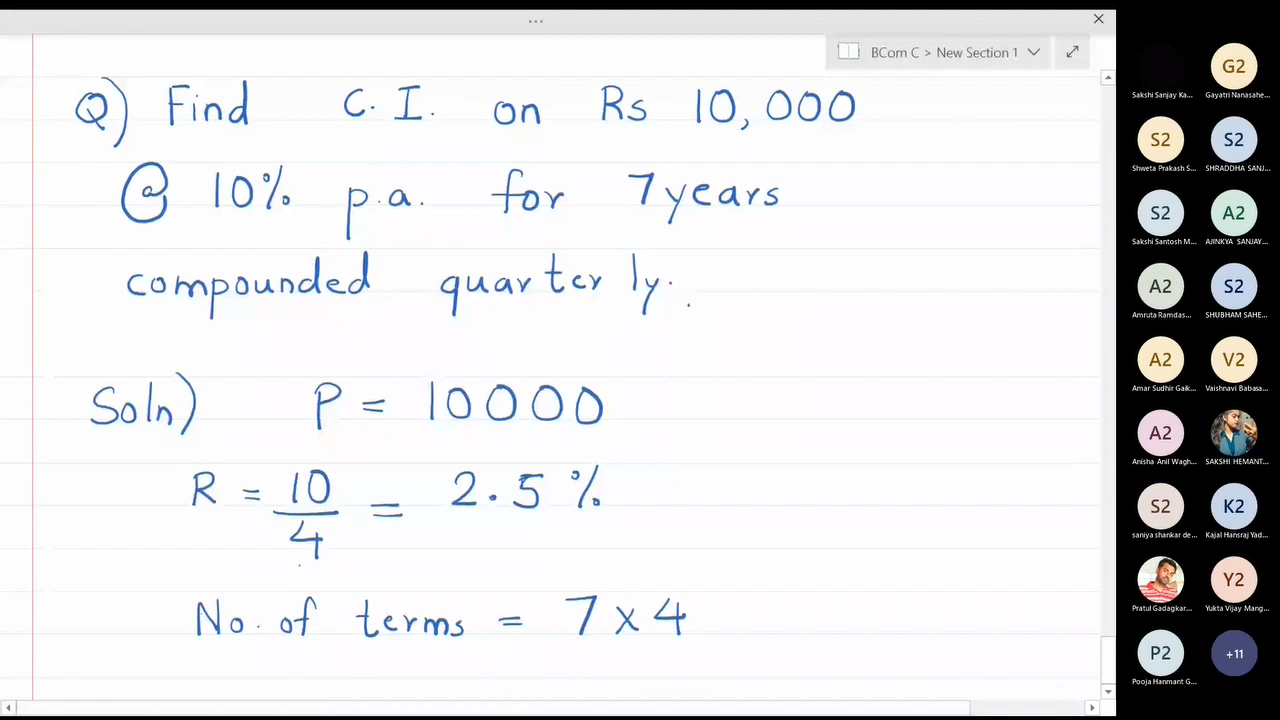 ...
BCom C > New Section 1
Q) Find C. I. on Rs 10,000
@ 10% p.a. for 7 years
compounded quarterly.
Soln) P = 10000
R = 10/4 = 2.5 %
No. of terms = 7 x 4
Sakshi Sanjay Ka...
G2
Gayatri Nanasahe...
S2
Shweta Prakash S...
S2
SHRADDHA SANJ...
S2
Sakshi Santosh M...
A2
AJINKYA SANJAY...
A2
Amruta Ramdas...
S2
SHUBHAM SAHE...
A2
Amar Sudhir Gaik...
V2
Vaishnavi Babasa...
A2
Anisha Anil Wagh...
SAKSHI HEMANT...
S2
saniya shankar de...
K2
Kajal Hansraj Yad...
Pratul Gadagkar...
Y2
Yukta Vijay Mang...
P2
Pooja Hanmant G...
+11